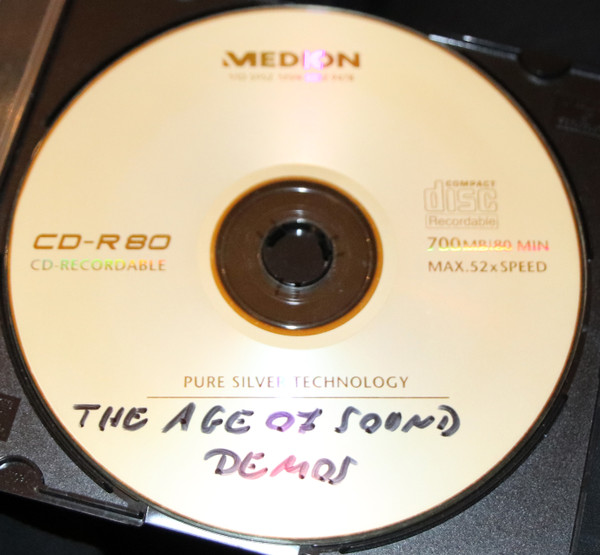 MEDION
COMPACT
disc
Recordable
CD-R80
CD-RECORDABLE
700MB/80 MIN
MAX.52xSPEED
PURE SILVER TECHNOLOGY
THE AGE OF SOUND
DEMOS